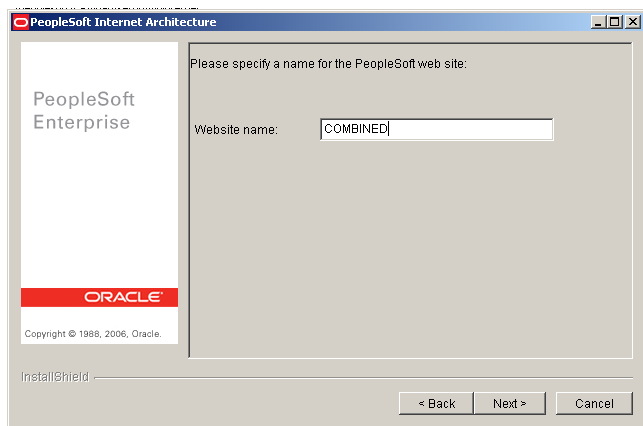 PeopleSoft Internet Architecture
Please specify a name for the PeopleSoft web site:
PeopleSoft
Enterprise
Website name:
COMBINED
ORACLE
Copyright © 1988, 2006, Oracle.
InstallShield
< Back
Next >
Cancel